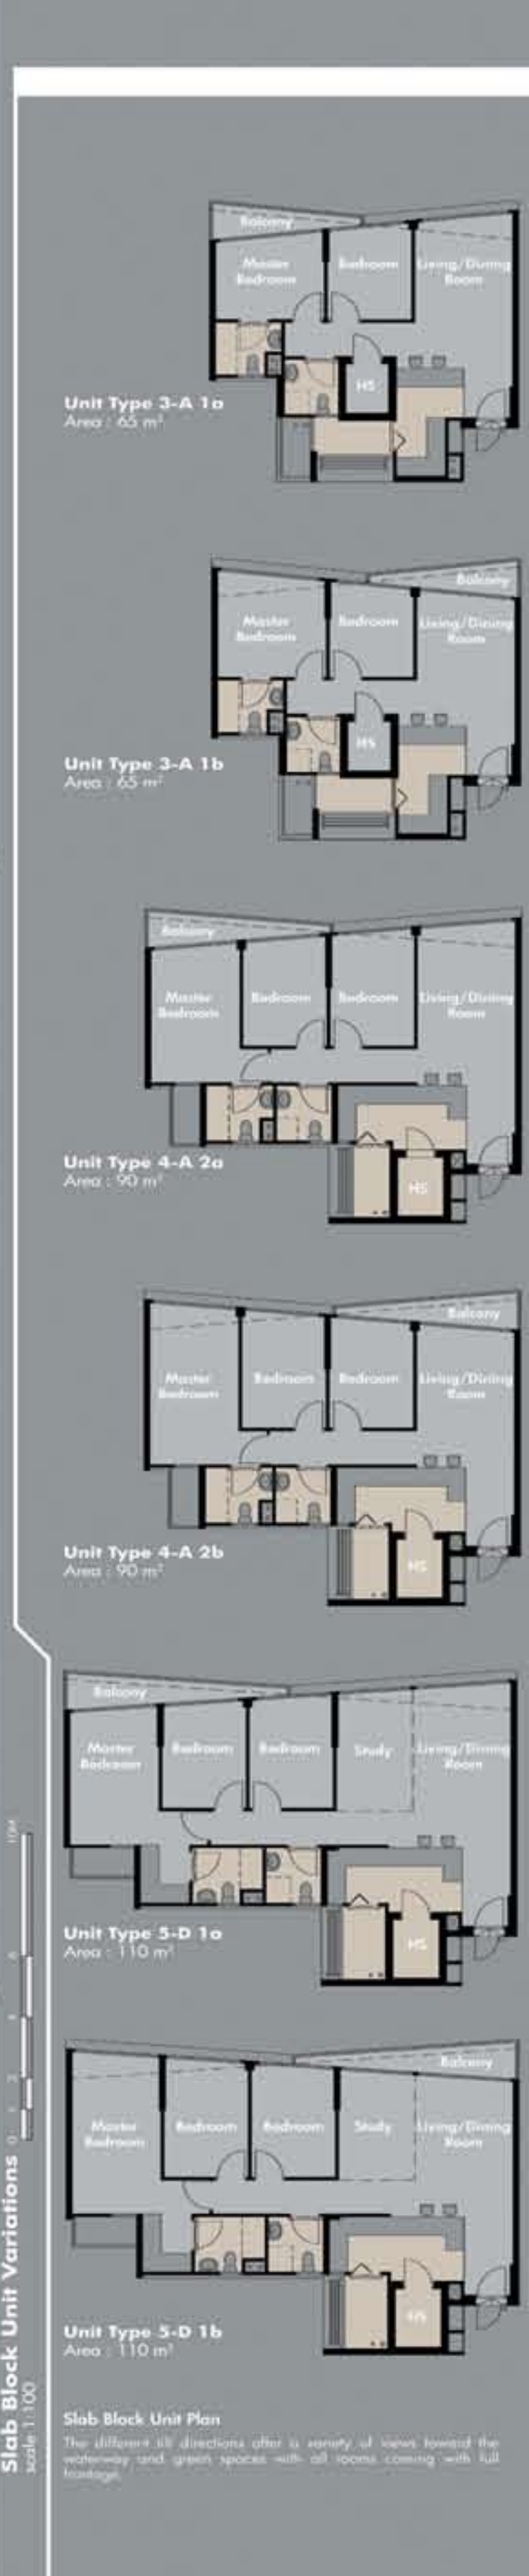 Balcony
Master
Bedroom
Bedroom
Living/Dining
Room
HS
Unit Type 3-A 1a
Area : 65 m²
Balcony
Master
Bedroom
Bedroom
Living/Dining
Room
HS
Unit Type 3-A 1b
Area : 65 m²
Balcony
Master
Bedroom
Bedroom
Bedroom
Living/Dining
Room
HS
Unit Type 4-A 2a
Area : 90 m²
Balcony
Master
Bedroom
Bedroom
Bedroom
Living/Dining
Room
HS
Unit Type 4-A 2b
Area : 90 m²
Balcony
Master
Bedroom
Bedroom
Bedroom
Study
Living/Dining
Room
HS
Unit Type 5-D 1a
Area : 110 m²
Balcony
Master
Bedroom
Bedroom
Bedroom
Study
Living/Dining
Room
HS
Unit Type 5-D 1b
Area : 110 m²
Slab Block Unit Plan
The different tilt directions offer a variety of views toward the
waterway and green spaces with all rooms coming with full
frontage.
Slab Block Unit Variations
scale 1:100